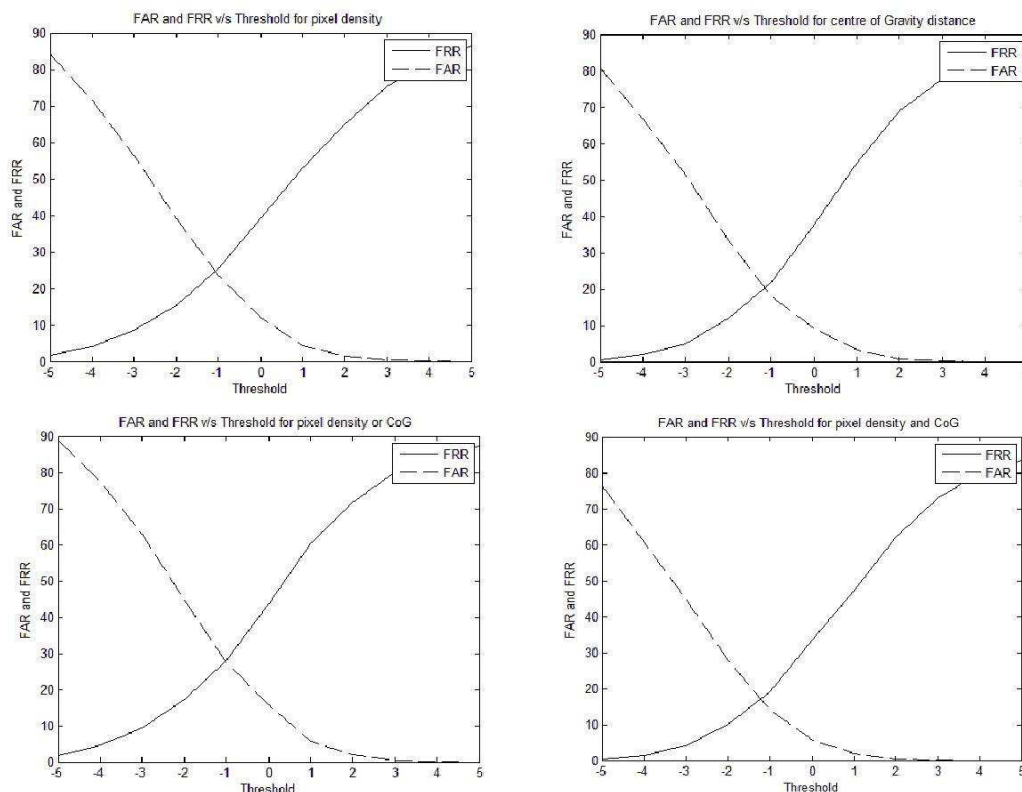 FAR and FRR v/s Threshold for pixel density
90
80
70
60
50
40
30
20
10
0
FAR and FRR
FRR
FAR
-5 -4 -3 -2 -1 0 1 2 3 4 5
Threshold
FAR and FRR v/s Threshold for centre of Gravity distance
90
80
70
60
50
40
30
20
10
0
FAR and FRR
FRR
FAR
-5 -4 -3 -2 -1 0 1 2 3 4 5
Threshold
FAR and FRR v/s Threshold for pixel density or CoG
90
80
70
60
50
40
30
20
10
0
FAR and FRR
FRR
FAR
-5 -4 -3 -2 -1 0 1 2 3 4 5
Threshold
FAR and FRR v/s Threshold for pixel density and CoG
90
80
70
60
50
40
30
20
10
0
FAR and FRR
FRR
FAR
-5 -4 -3 -2 -1 0 1 2 3 4 5
Threshold